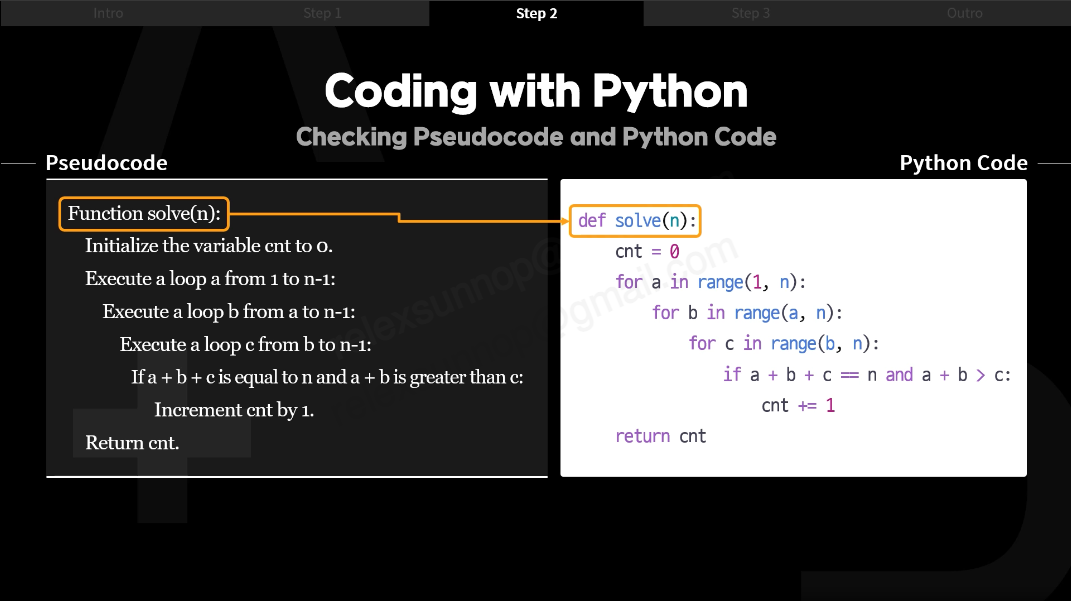 Intro
Step 1
Step 2
Step 3
Outro
Coding with Python
Checking Pseudocode and Python Code
Pseudocode
Function solve(n):
Initialize the variable cnt to 0.
Execute a loop a from 1 to n-1:
Execute a loop b from a to n-1:
Execute a loop c from b to n-1:
If a + b + c is equal to n and a + b is greater than c:
Increment cnt by 1.
Return cnt.
Python Code
def solve(n):
cnt = 0
for a in range(1, n):
for b in range(a, n):
for c in range(b, n):
if a + b + c == n and a + b > c:
cnt += 1
return cnt